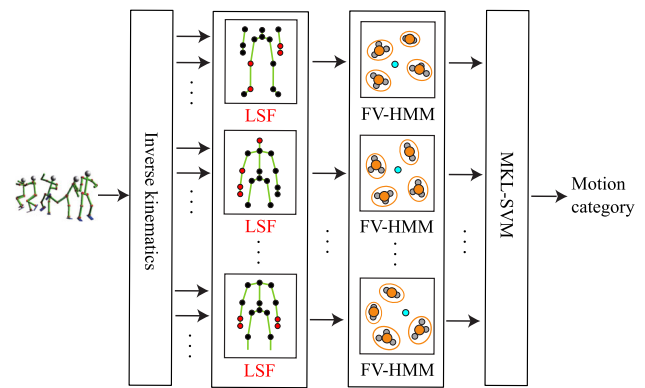 Inverse kinematics
LSF
FV-HMM
LSF
FV-HMM
LSF
FV-HMM
MKL-SVM
Motion
category